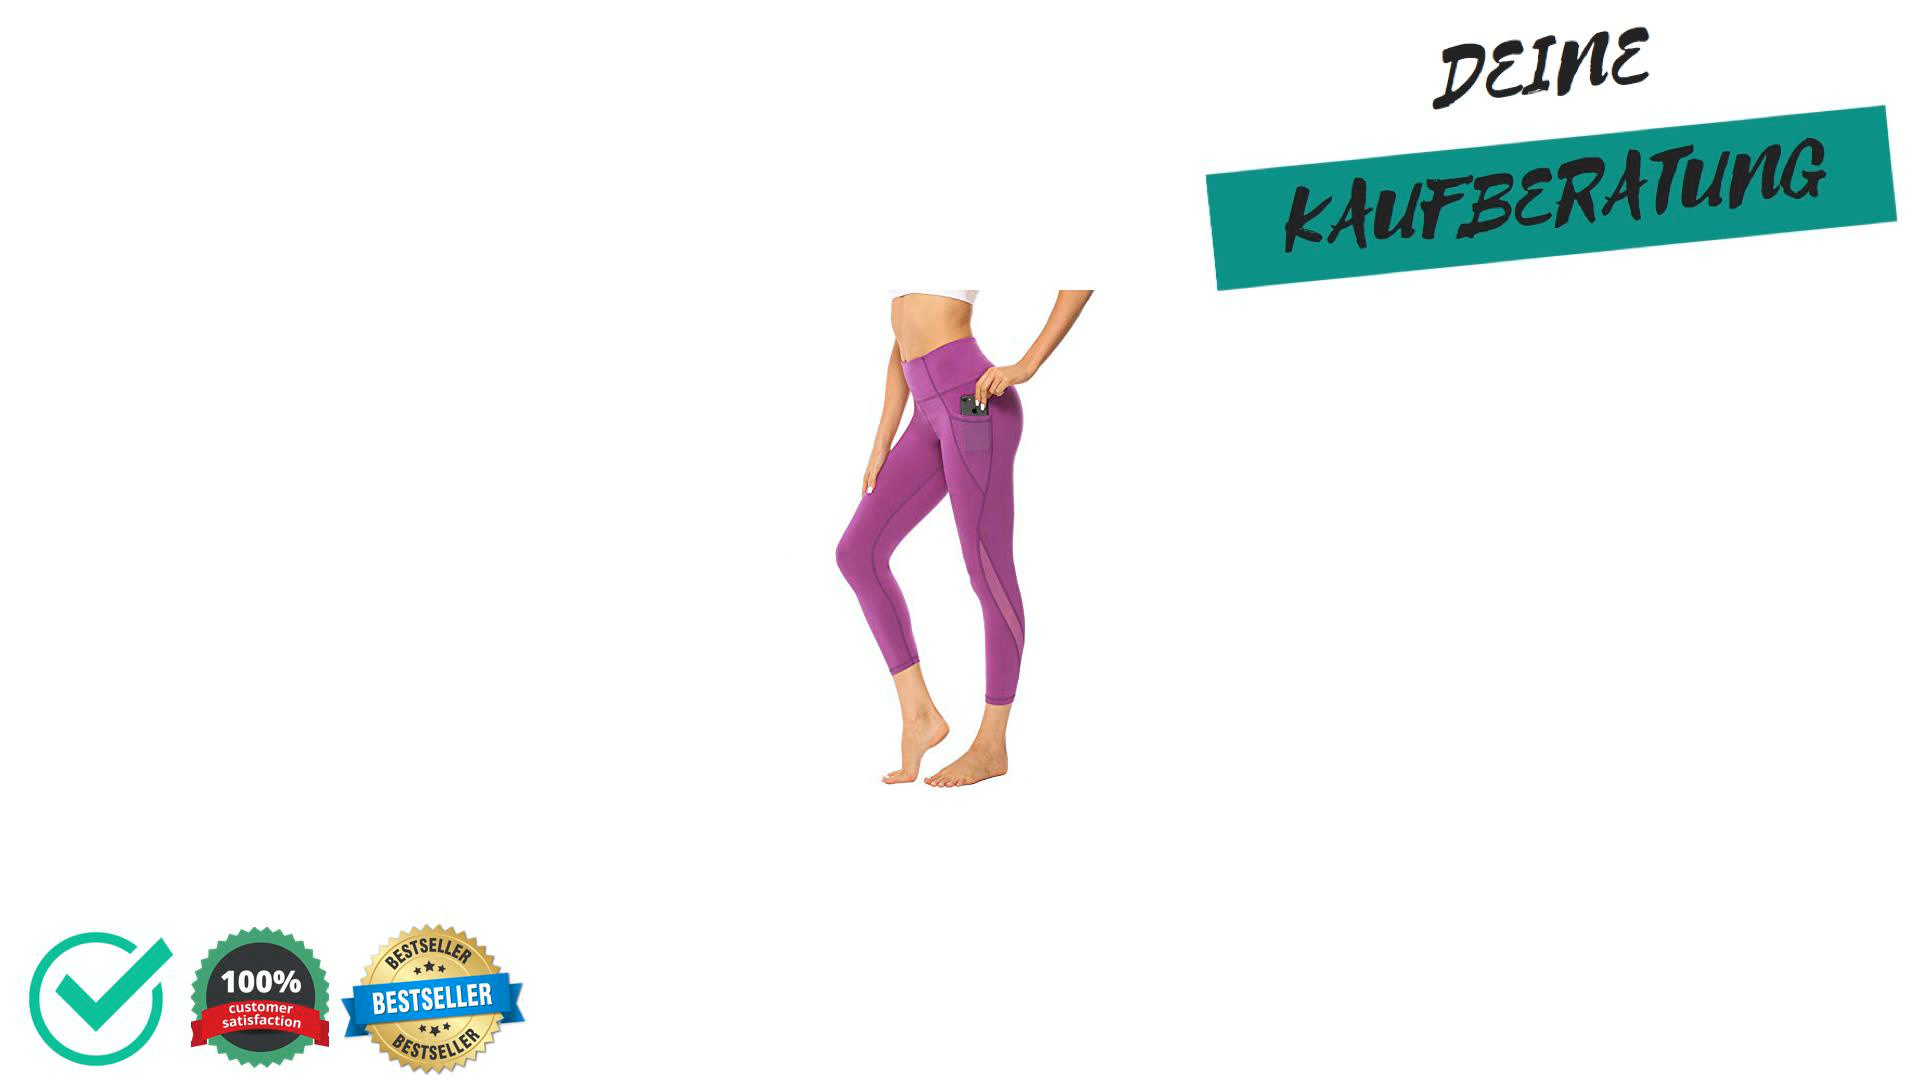 DEINE
KAUFBERATUNG
100%
customer
satisfaction
BESTSELLER
BESTSELLER
BESTSELLER